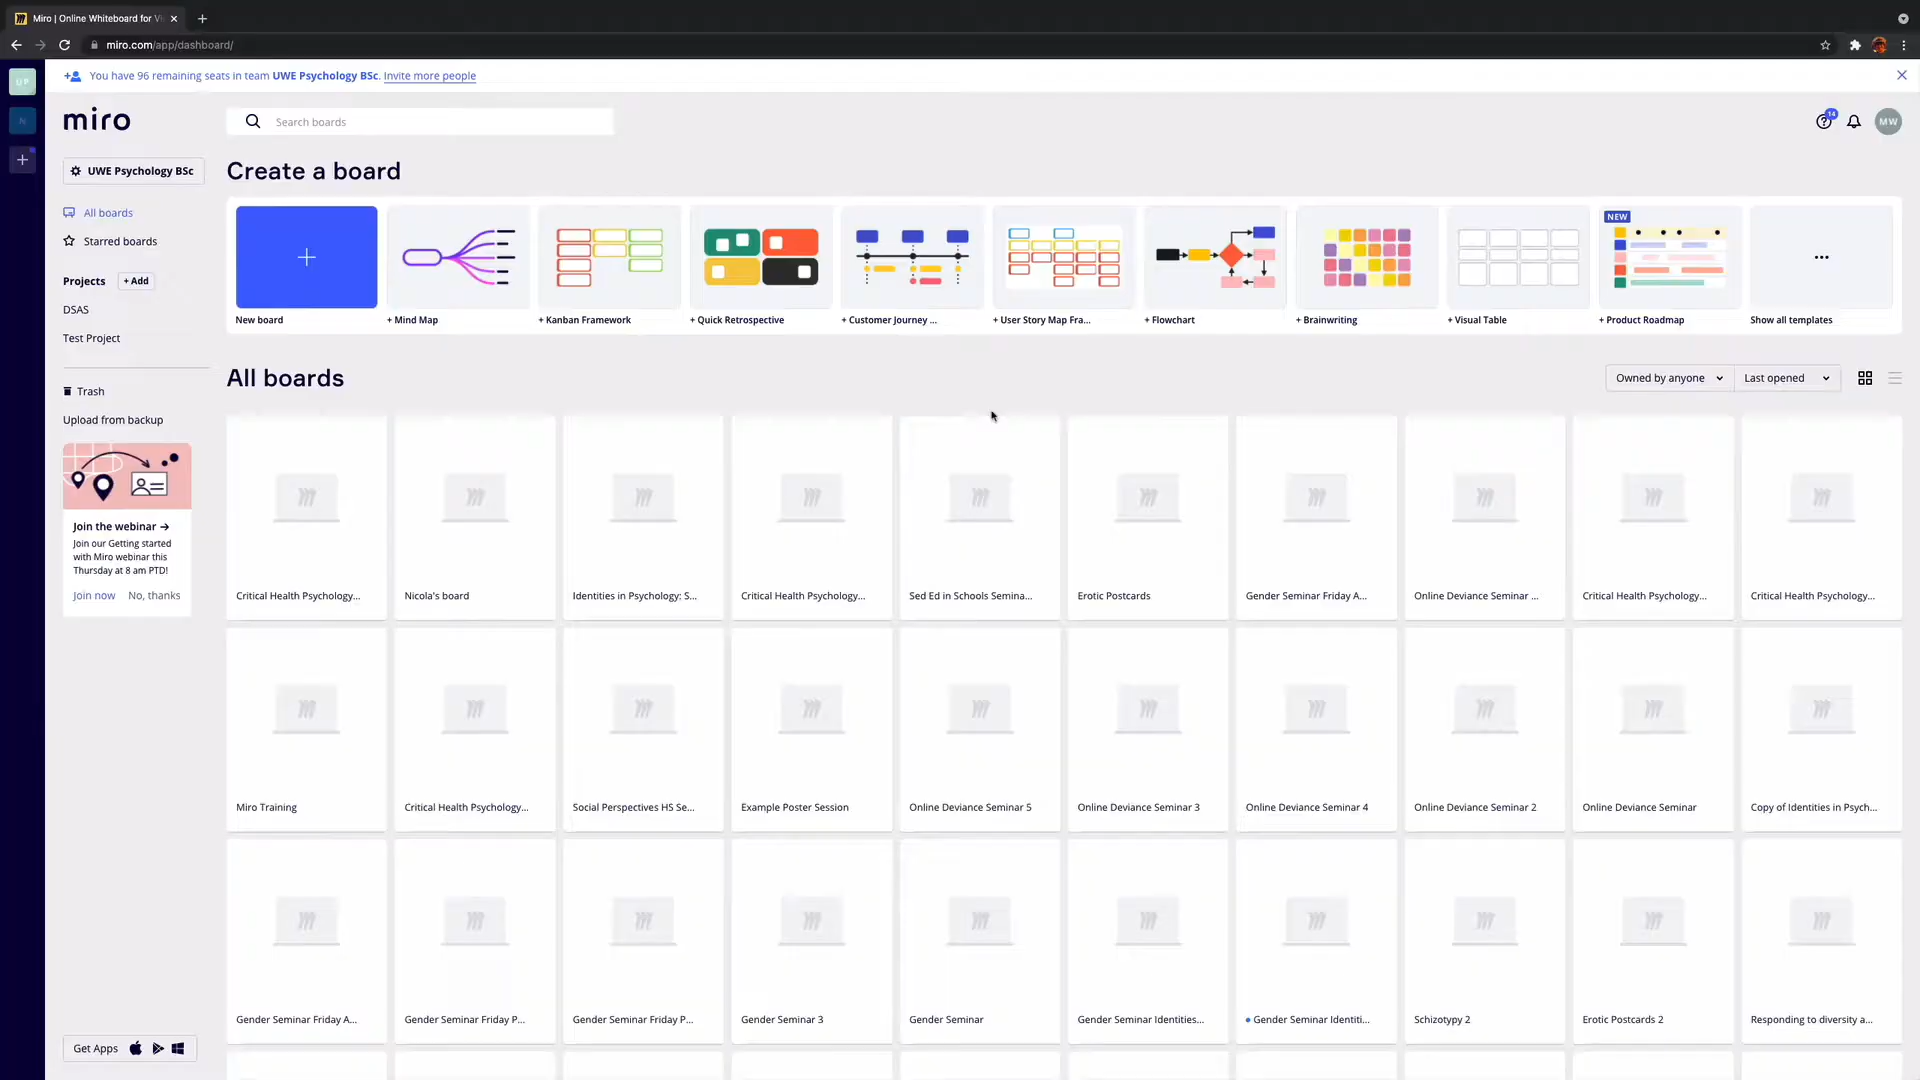 Miro | Online Whiteboard for Vi
miro.com/app/dashboard/
UP
N
You have 96 remaining seats in team UWE Psychology BSc. Invite more people
miro
Search boards
14
MW
UWE Psychology BSc
All boards
Starred boards
Projects
+ Add
DSAS
Test Project
Trash
Upload from backup
Join the webinar →
Join our Getting started
with Miro webinar this
Thursday at 8 am PTD!
Join now No, thanks
Get Apps
Create a board
NEW
New board
+ Mind Map
+ Kanban Framework
+ Quick Retrospective
+ Customer Journey ...
+ User Story Map Fra...
+ Flowchart
+ Brainwriting
+ Visual Table
+ Product Roadmap
Show all templates
All boards
Owned by anyone
Last opened
Critical Health Psychology...
Nicola's board
Identities in Psychology: S...
Critical Health Psychology...
Sed Ed in Schools Semina...
Erotic Postcards
Gender Seminar Friday A...
Online Deviance Seminar ...
Critical Health Psychology...
Critical Health Psychology...
Miro Training
Critical Health Psychology...
Social Perspectives HS Se...
Example Poster Session
Online Deviance Seminar 5
Online Deviance Seminar 3
Online Deviance Seminar 4
Online Deviance Seminar 2
Online Deviance Seminar
Copy of Identities in Psych...
Gender Seminar Friday A...
Gender Seminar Friday P...
Gender Seminar Friday P...
Gender Seminar 3
Gender Seminar
Gender Seminar Identities...
Gender Seminar Identiti...
Schizotypy 2
Erotic Postcards 2
Responding to diversity a...